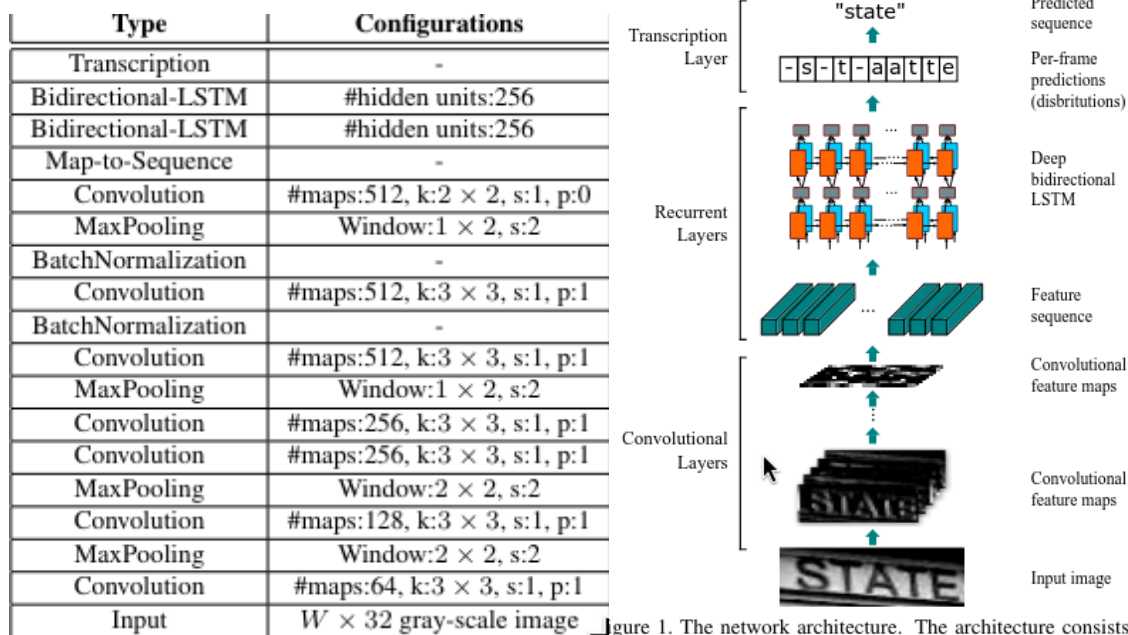 Type Configurations
Transcription -
Bidirectional-LSTM #hidden units:256
Bidirectional-LSTM #hidden units:256
Map-to-Sequence -
Convolution #maps:512, k:2 × 2, s:1, p:0
MaxPooling Window:1 × 2, s:2
BatchNormalization -
Convolution #maps:512, k:3 × 3, s:1, p:1
BatchNormalization -
Convolution #maps:512, k:3 × 3, s:1, p:1
MaxPooling Window:1 × 2, s:2
Convolution #maps:256, k:3 × 3, s:1, p:1
Convolution #maps:256, k:3 × 3, s:1, p:1
MaxPooling Window:2 × 2, s:2
Convolution #maps:128, k:3 × 3, s:1, p:1
MaxPooling Window:2 × 2, s:2
Convolution #maps:64, k:3 × 3, s:1, p:1
Input W × 32 gray-scale image
Transcription
Layer
"state"
Predicted
sequence
-s-t-aatte
Per-frame
predictions
(disbritutions)
Recurrent
Layers
...
...
...
...
Deep
bidirectional
LSTM
...
Feature
sequence
Convolutional
Layers
Convolutional
feature maps
...
STATE
Convolutional
feature maps
STATE
Input image
igure 1. The network architecture. The architecture consists